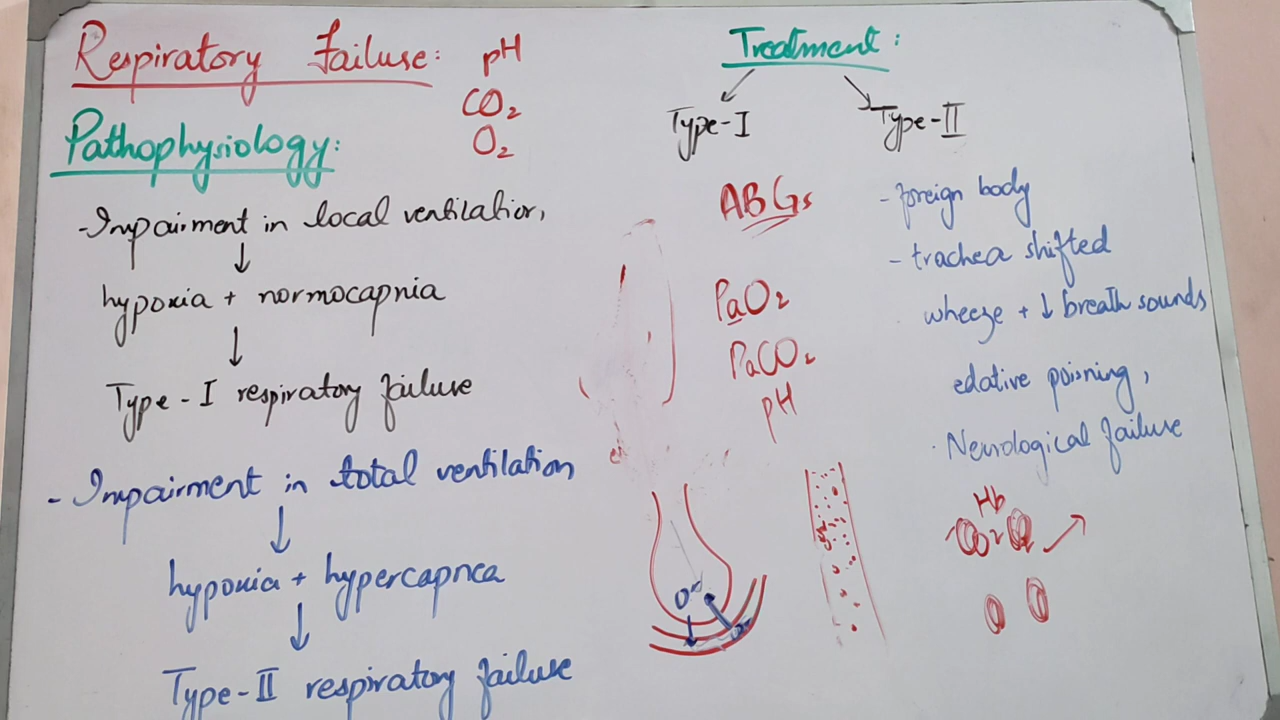 Respiratory Failure:
pH
CO2
O2
Pathophysiology:
-Impairment in local ventilation,
↓
hypoxia + normocapnia
↓
Type-I respiratory failure
- Impairment in total ventilation
↓
hypoxia + hypercapnea
↓
Type-II respiratory failure
Treatment:
Type-I
Type-II
ABGs
PaO2
PaCO2
pH
- foreign body
- trachea shifted
wheeze + ↓ breath sounds
edative poisning,
· Neurological failure
Hb